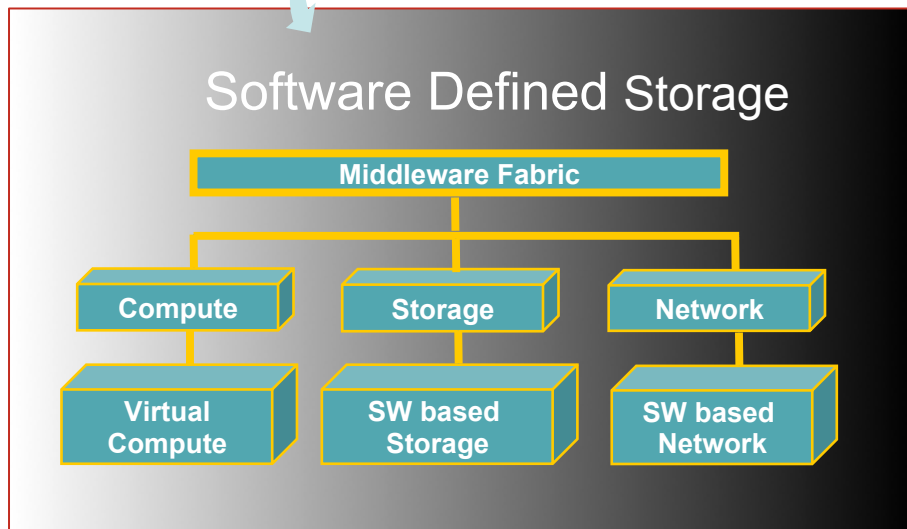 Software Defined Storage
Middleware Fabric
Compute
Storage
Network
Virtual
Compute
SW based
Storage
SW based
Network